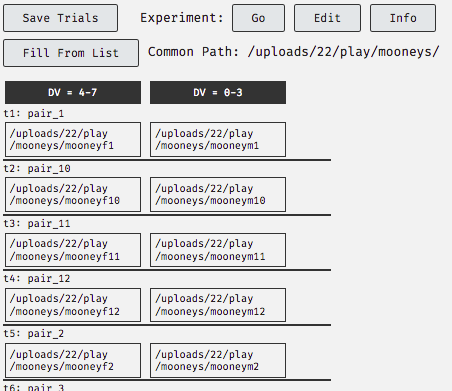 Save Trials Experiment: Go Edit Info
Fill From List Common Path: /uploads/22/play/mooneys/
DV = 4-7 DV = 0-3
t1: pair_1
/uploads/22/play /uploads/22/play
/mooneys/mooneyf1 /mooneys/mooneym1
t2: pair_10
/uploads/22/play /uploads/22/play
/mooneys/mooneyf10 /mooneys/mooneym10
t3: pair_11
/uploads/22/play /uploads/22/play
/mooneys/mooneyf11 /mooneys/mooneym11
t4: pair_12
/uploads/22/play /uploads/22/play
/mooneys/mooneyf12 /mooneys/mooneym12
t5: pair_2
/uploads/22/play /uploads/22/play
/mooneys/mooneyf2 /mooneys/mooneym2
t6: pair_3